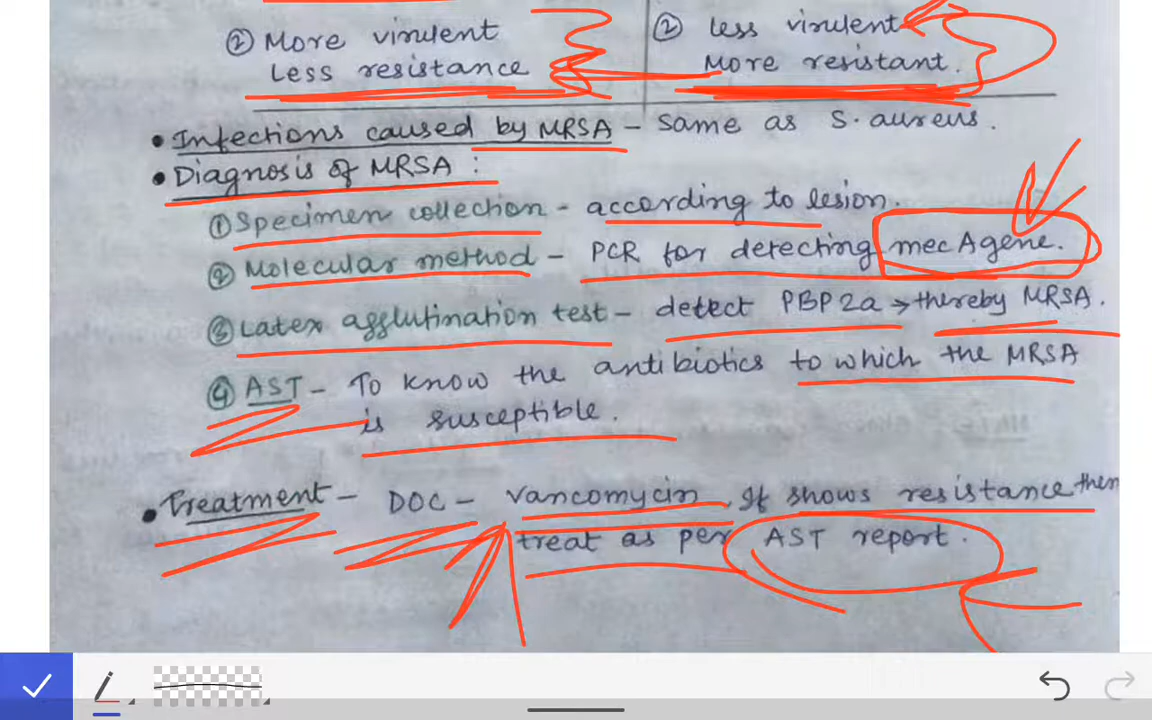 ② More virulent
Less resistance
② less virulent
More resistant.
• Infections caused by MRSA - same as S. aureus.
• Diagnosis of MRSA :
① Specimen collection - according to lesion.
② Molecular method - PCR for detecting mec A gene.
③ Latex agglutination test - detect PBP2a → thereby MRSA.
④ AST - To know the antibiotics to which the MRSA
is susceptible.
• Treatment - DOC - Vancomycin. If shows resistance then
treat as per AST report.